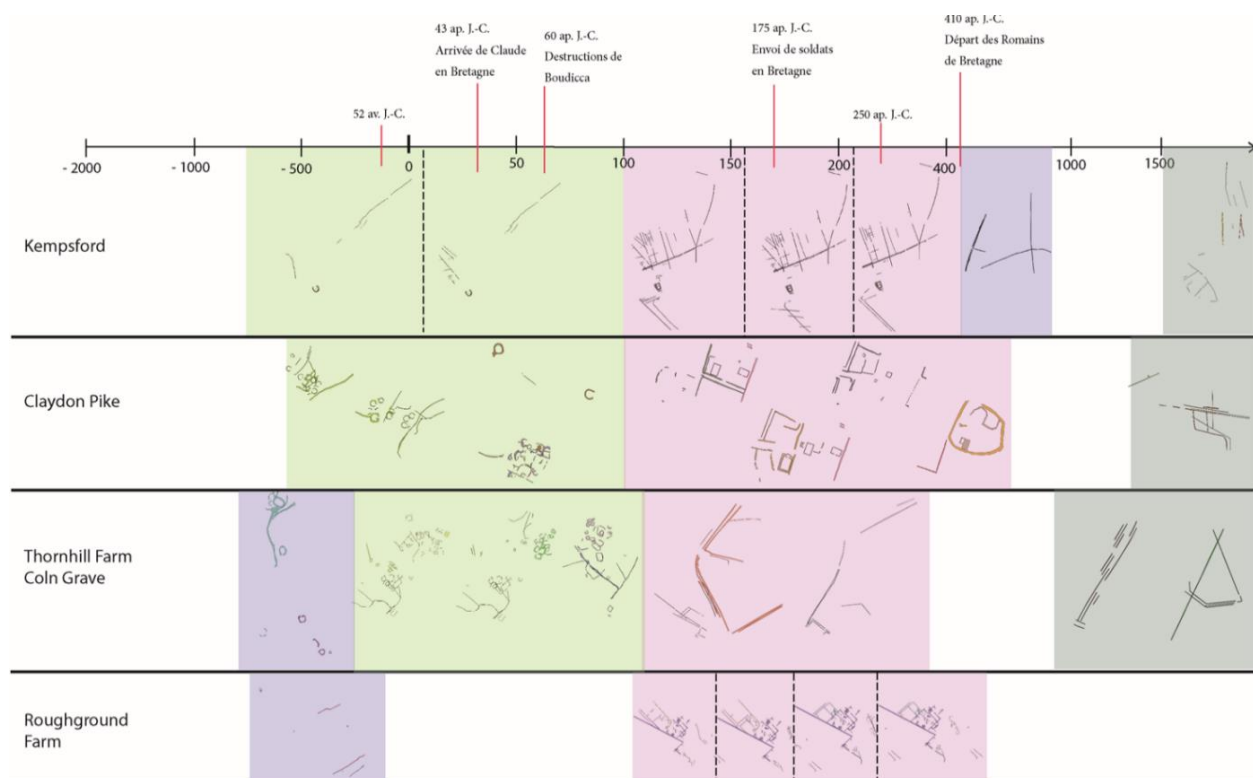 43 ap. J.-C.
Arrivée de Claude
en Bretagne
60 ap. J.-C.
Destructions de
Boudicca
175 ap. J.-C.
Envoi de soldats
en Bretagne
410 ap. J.-C.
Départ des Romains
de Bretagne
52 av. J.-C.
250 ap. J.-C.
- 2000
- 1000
- 500
0
50
100
150
200
400
1000
1500
Kempsford
Claydon Pike
Thornhill Farm
Coln Grave
Roughground
Farm